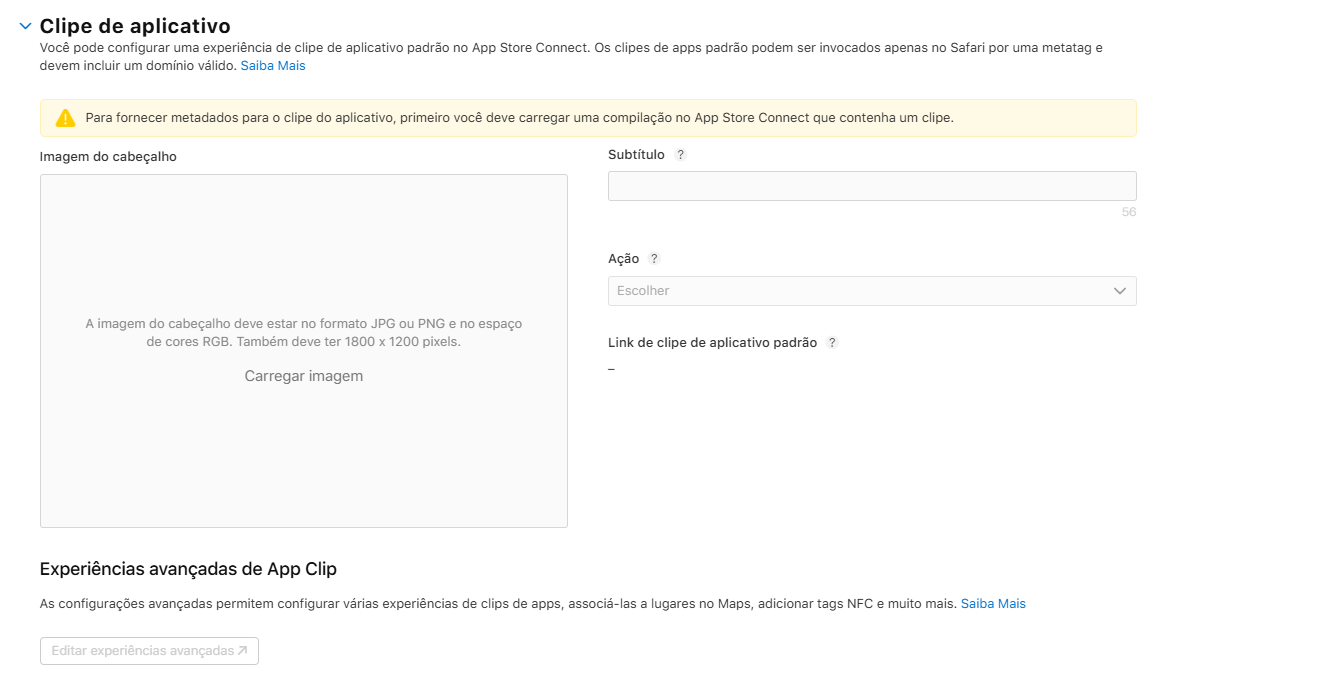 Clipe de aplicativo
Você pode configurar uma experiência de clipe de aplicativo padrão no App Store Connect. Os clipes de apps padrão podem ser invocados apenas no Safari por uma metatag e
devem incluir um domínio válido. Saiba Mais
Para fornecer metadados para o clipe do aplicativo, primeiro você deve carregar uma compilação no App Store Connect que contenha um clipe.
Imagem do cabeçalho
A imagem do cabeçalho deve estar no formato JPG ou PNG e no espaço
de cores RGB. Também deve ter 1800 x 1200 pixels.
Carregar imagem
Subtítulo ?
56
Ação ?
Escolher
Link de clipe de aplicativo padrão ?
–
Experiências avançadas de App Clip
As configurações avançadas permitem configurar várias experiências de clips de apps, associá-las a lugares no Maps, adicionar tags NFC e muito mais. Saiba Mais
Editar experiências avançadas